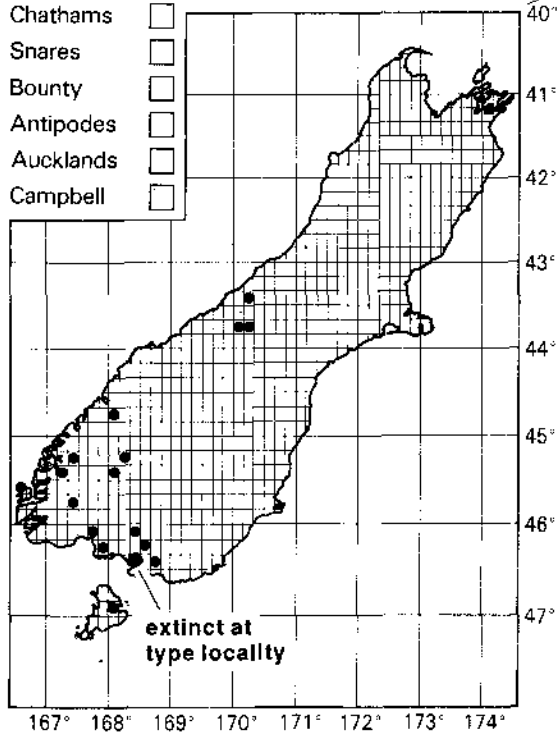 Chathams
Snares
Bounty
Antipodes
Aucklands
Campbell
40°
41°
42°
43°
44°
45°
46°
47°
extinct at
type locality
167° 168° 169° 170° 171° 172° 173° 174°